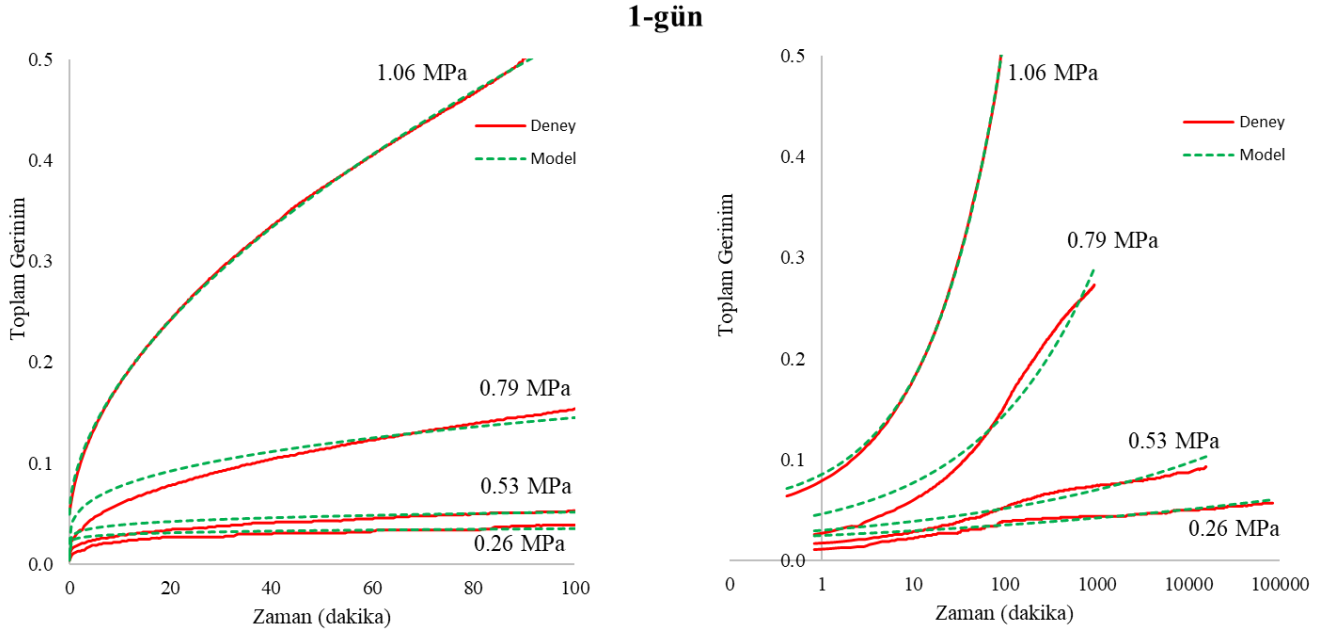 1-gün
0.5
0.4
0.3
0.2
0.1
0.0
Toplam Gerinim
1.06 MPa
Deney
Model
0.79 MPa
0.53 MPa
0.26 MPa
0
20
40
60
80
100
Zaman (dakika)
0.5
0.4
0.3
0.2
0.1
0.0
Toplam Gerinim
1.06 MPa
Deney
Model
0.79 MPa
0.53 MPa
0.26 MPa
0
1
10
100
1000
10000
100000
Zaman (dakika)